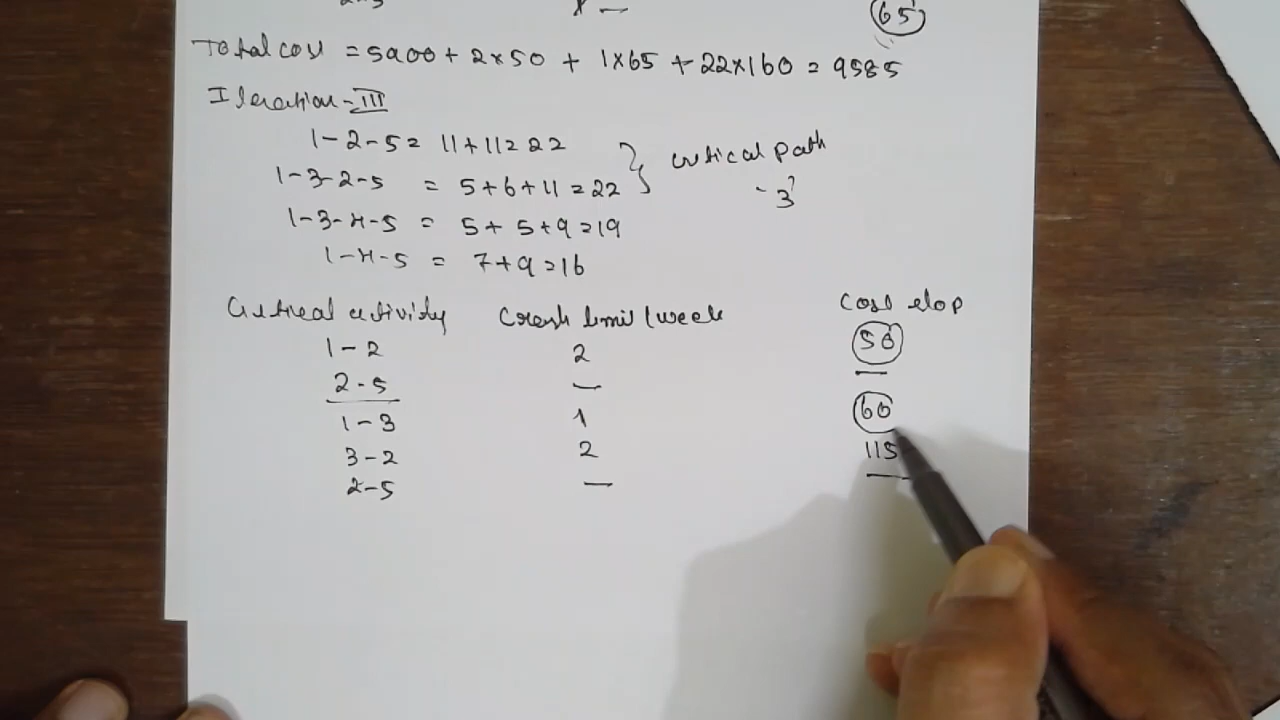 65
Total cost = 5900 + 2×50 + 1×65 + 22×160 = 9585
Iteration-III
1-2-5 = 11+11=22
1-3-2-5 = 5+6+11=22 } critical path
-3
1-3-4-5 = 5+5+9=19
1-4-5 = 7+9=16
Critical activity Crash limit/week Cost slop
1-2 2 50
2-5 —
1-3 1 60
3-2 2 115
2-5 —